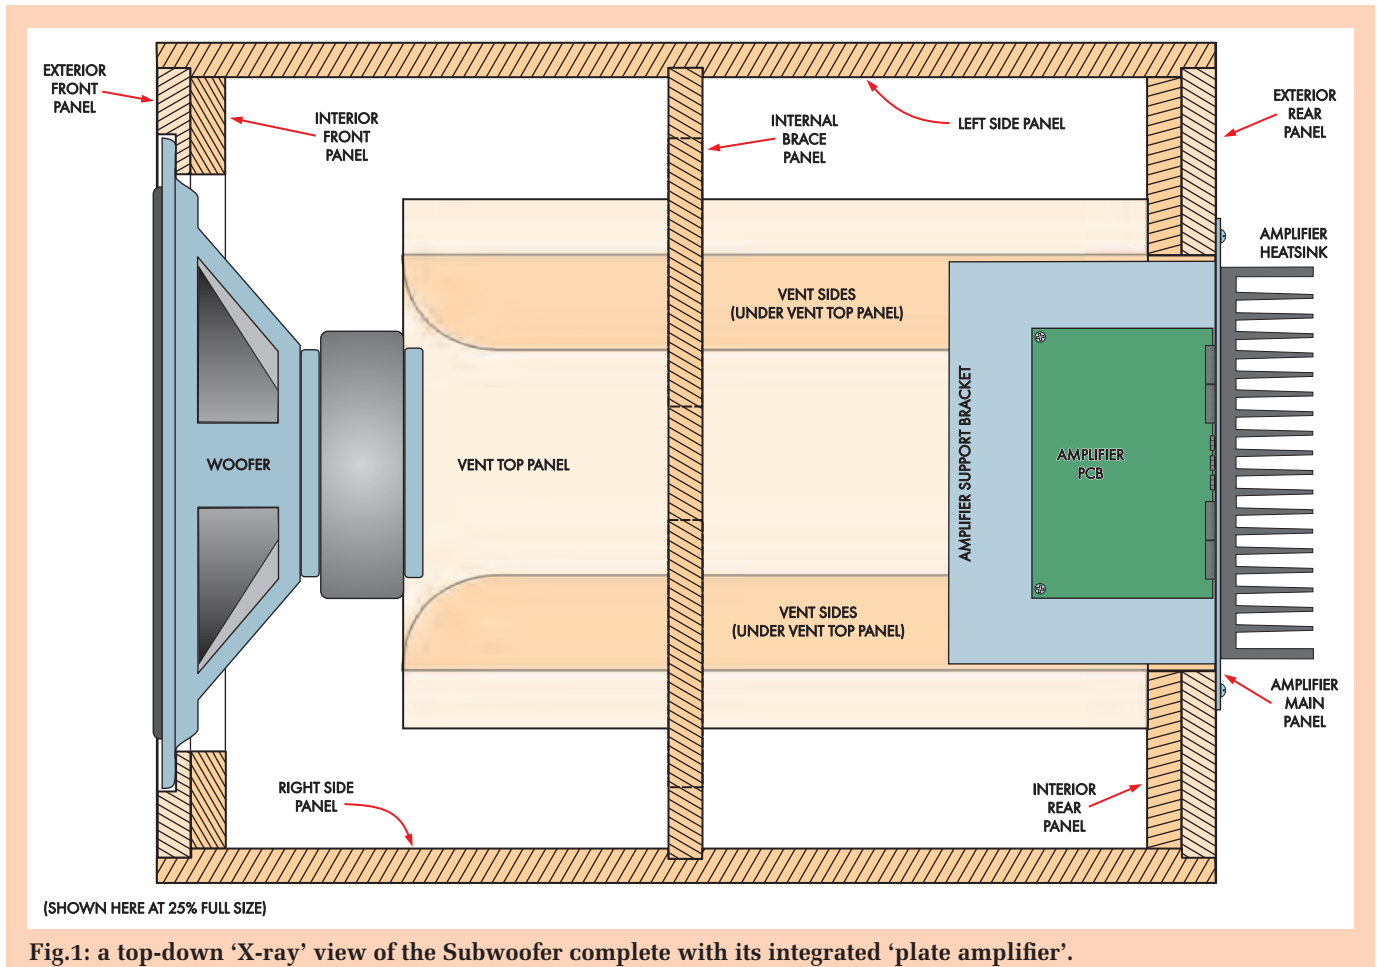 EXTERIOR
FRONT
PANEL
INTERIOR
FRONT
PANEL
INTERNAL
BRACE
PANEL
LEFT SIDE PANEL
EXTERIOR
REAR
PANEL
AMPLIFIER
HEATSINK
VENT SIDES
(UNDER VENT TOP PANEL)
WOOFER
VENT TOP PANEL
AMPLIFIER SUPPORT BRACKET
AMPLIFIER
PCB
VENT SIDES
(UNDER VENT TOP PANEL)
AMPLIFIER
MAIN
PANEL
RIGHT SIDE
PANEL
INTERIOR
REAR
PANEL
(SHOWN HERE AT 25% FULL SIZE)
Fig.1: a top-down ‘X-ray’ view of the Subwoofer complete with its integrated ‘plate amplifier’.